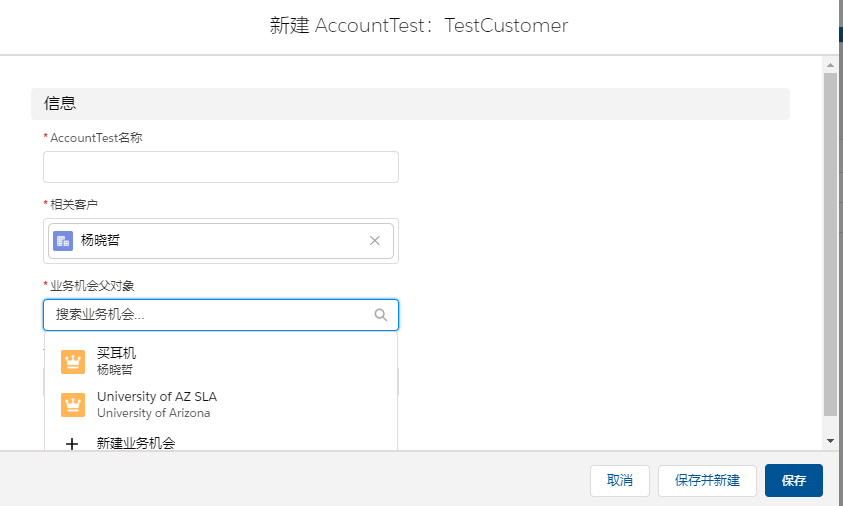 新建 AccountTest：TestCustomer
信息
*AccountTest名称
*相关客户
杨晓哲
*业务机会父对象
搜索业务机会...
买耳机
杨晓哲
University of AZ SLA
University of Arizona
新建业务机会
取消
保存并新建
保存